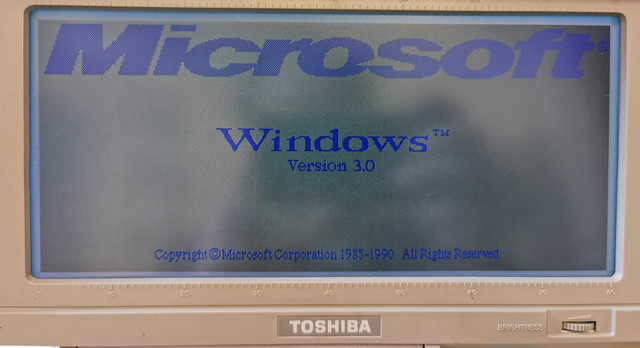 Microsoft®
Windows™
Version 3.0
Copyright©Microsoft Corporation 1985-1990. All Rights Reserved.
TOSHIBA
BRIGHTNESS